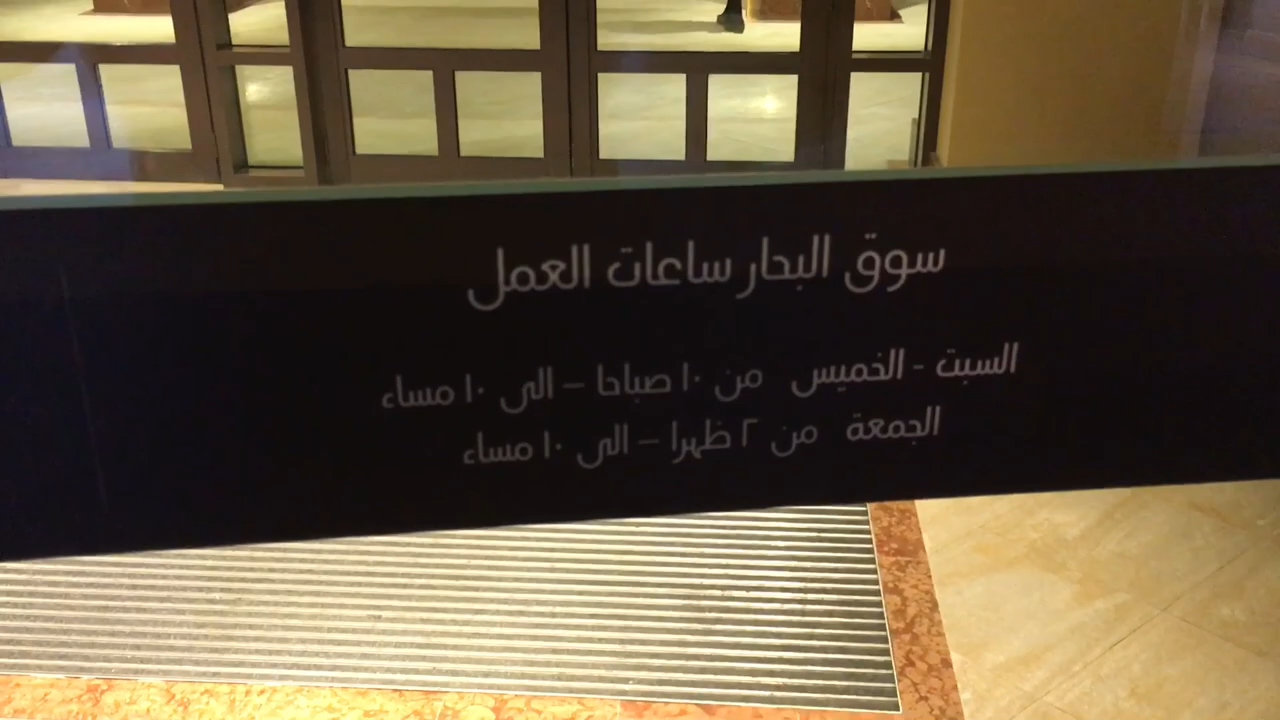 سوق البحار ساعات العمل
السبت - الخميس من ١٠ صباحا – الى ١٠ مساء
الجمعة من ٢ ظهرا – الى ١٠ مساء